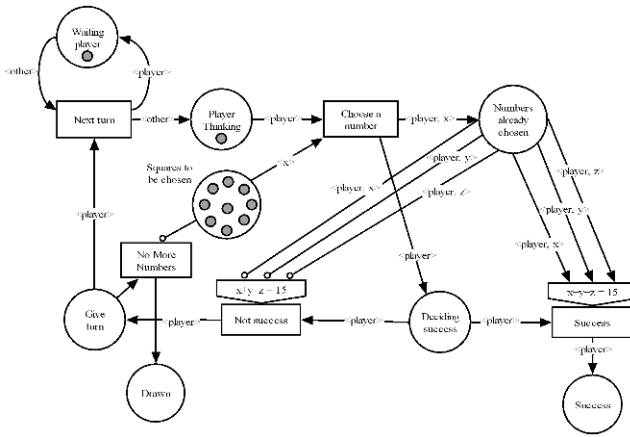 Waiting
player
<other>
<player>
Next turn
<other>
Player
Thinking
<player>
Choose a
number
<player, x>
Numbers
already
chosen
Squares to
be chosen
<x>
<player, x>
<player, y>
<player, z>
<player, z>
<player, y>
<player, x>
<player>
No More
Numbers
<player>
x+y+z=15
x+y+z=15
Give
turn
<player>
Not success
<player>
Deciding
success
<player>
Success
<player>
Drawn
Success